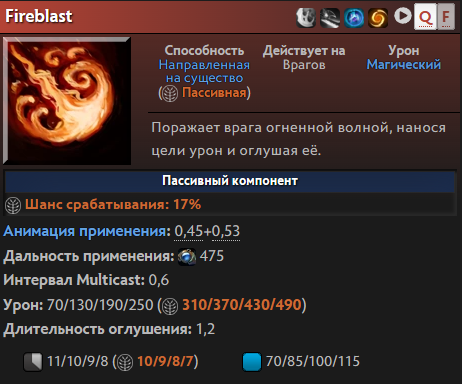 Fireblast
Q F
Способность Действует на Урон
Направленная на существо Врагов Магический
(Пассивная)
Поражает врага огненной волной, нанося
цели урон и оглушая её.
Пассивный компонент
Шанс срабатывания: 17%
Анимация применения: 0,45+0,53
Дальность применения: 475
Интервал Multicast: 0,6
Урон: 70/130/190/250 (310/370/430/490)
Длительность оглушения: 1,2
11/10/9/8 (10/9/8/7) 70/85/100/115